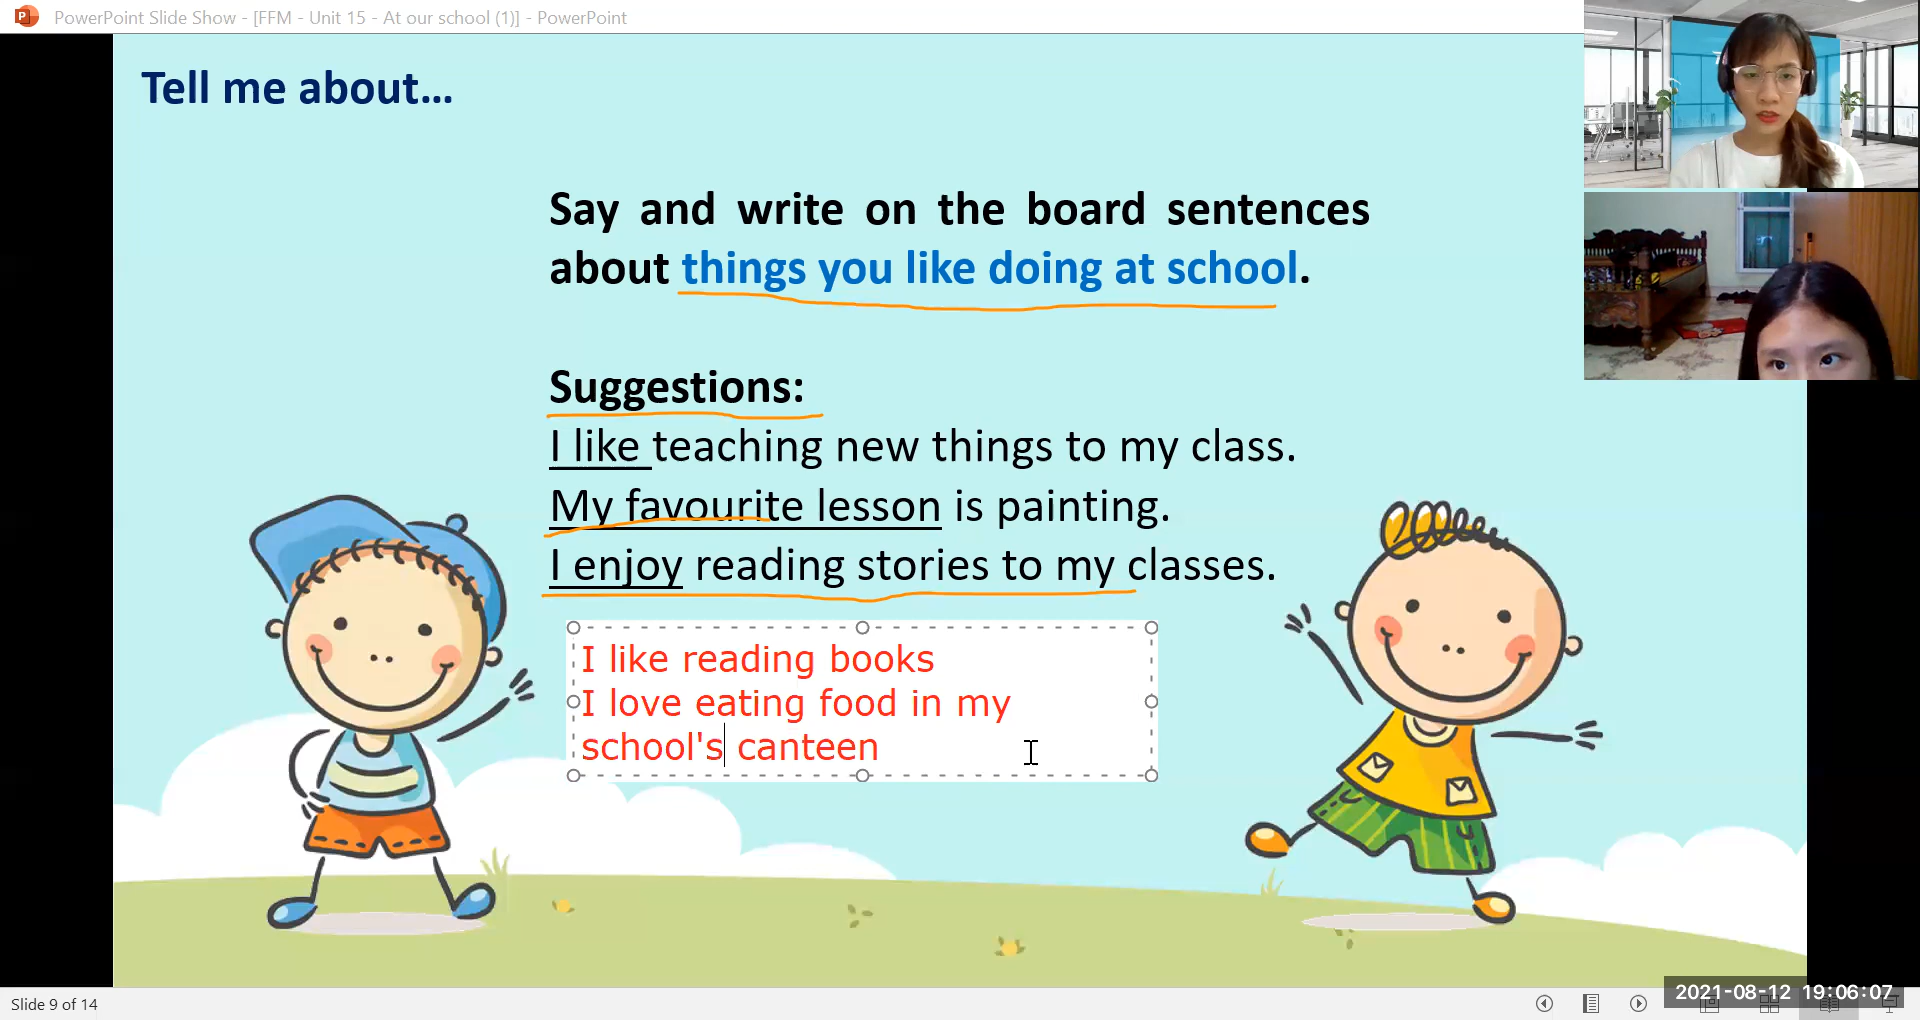 PowerPoint Slide Show - [FFM - Unit 15 - At our school (1)] - PowerPoint
Tell me about...
Say and write on the board sentences
about things you like doing at school.
Suggestions:
I like teaching new things to my class.
My favourite lesson is painting.
I enjoy reading stories to my classes.
I like reading books
I love eating food in my
school's canteen
Slide 9 of 14
2021-08-12 19:06:07